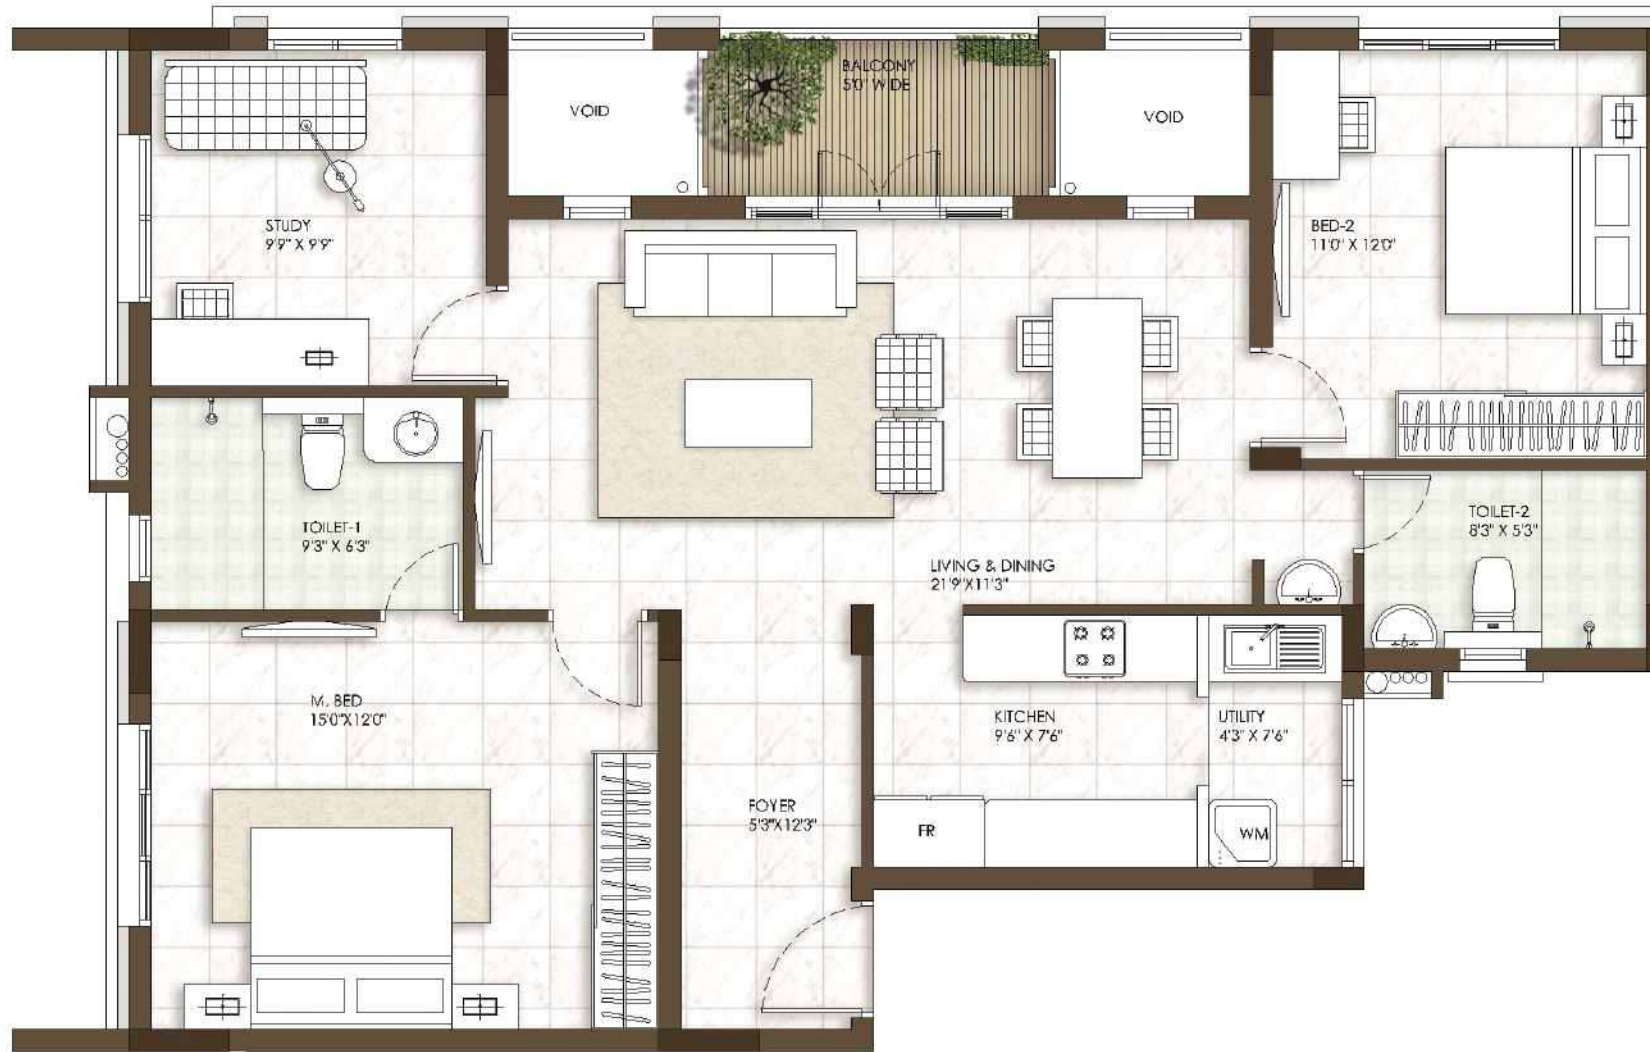 BALCONY
5'0" WIDE
VOID
VOID
STUDY
9'9" X 9'9"
BED-2
11'0" X 12'0"
TOILET-1
9'3" X 6'3"
TOILET-2
8'3" X 5'3"
LIVING & DINING
21'9"X11'3"
M. BED
15'0"X12'0"
KITCHEN
9'6" X 7'6"
UTILITY
4'3" X 7'6"
FOYER
5'3"X12'3"
FR
WM